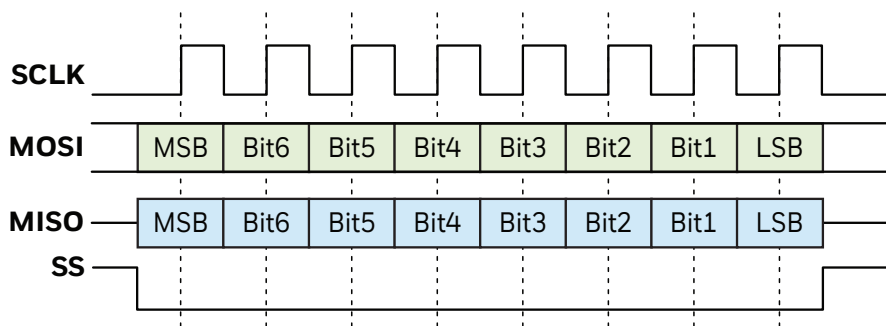 SCLK
MOSI MSB Bit6 Bit5 Bit4 Bit3 Bit2 Bit1 LSB
MISO MSB Bit6 Bit5 Bit4 Bit3 Bit2 Bit1 LSB
SS